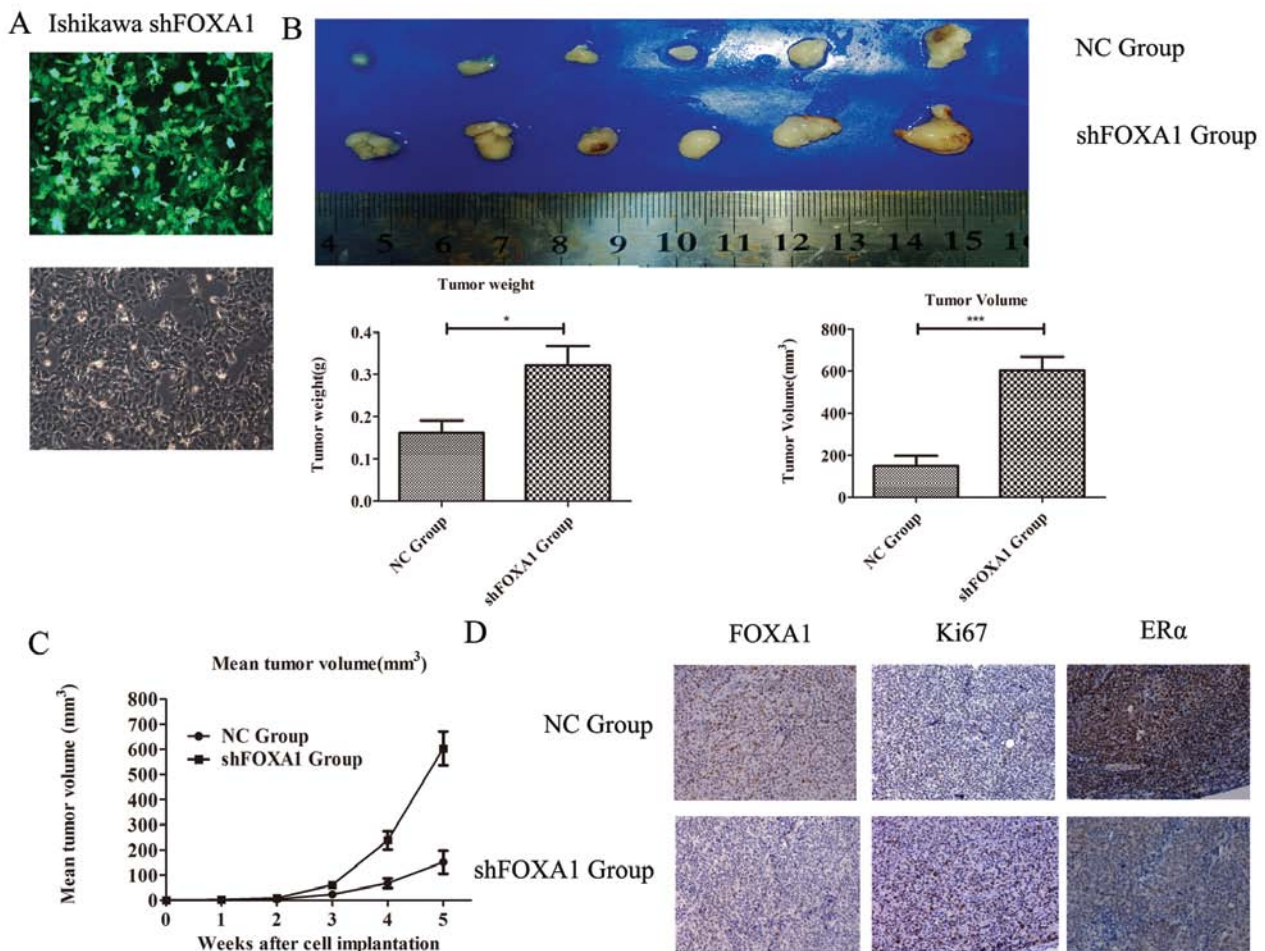 A Ishikawa shFOXA1
B
NC Group
shFOXA1 Group
4 5 6 7 8 9 10 11 12 13 14 15 16
Tumor weight
*
0.4
0.3
0.2
0.1
0.0
Tumor weight(g)
NC Group
shFOXA1 Group
Tumor Volume
***
800
600
400
200
0
Tumor Volume(mm³)
NC Group
shFOXA1 Group
C
Mean tumor volume(mm³)
800
700
600
500
400
300
200
100
0
Mean tumor volume (mm³)
NC Group
shFOXA1 Group
0 1 2 3 4 5
Weeks after cell implantation
D
FOXA1 Ki67 ERα
NC Group
shFOXA1 Group